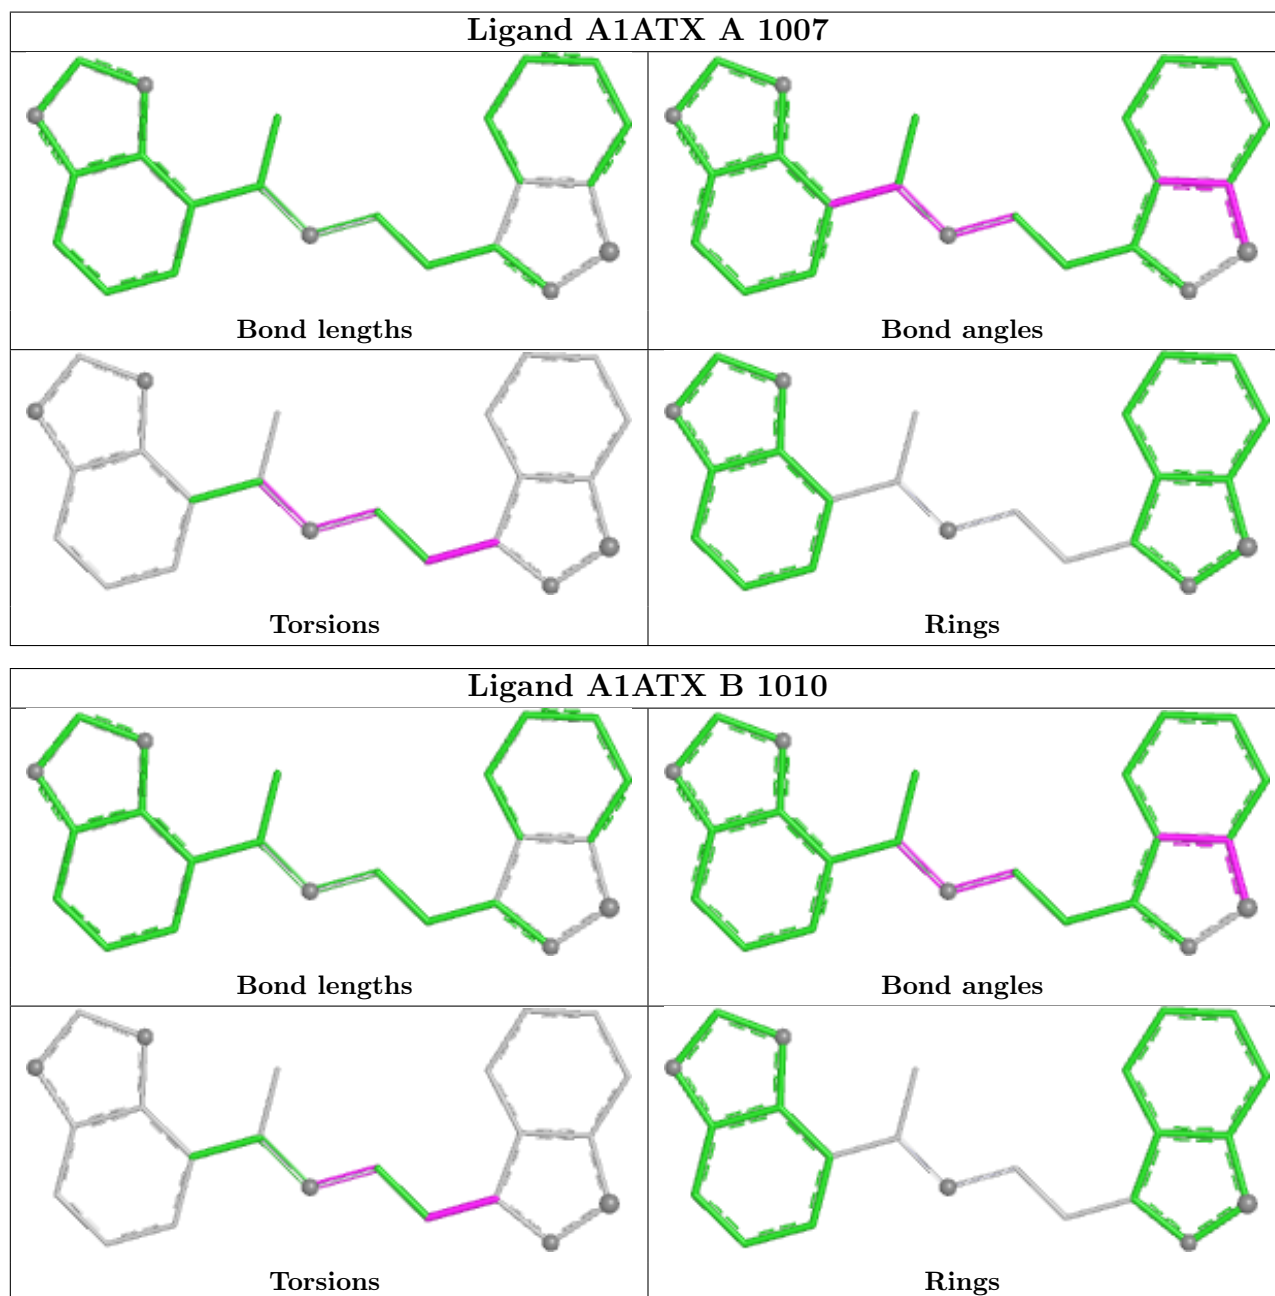 Ligand A1ATX A 1007
Bond lengths
Bond angles
Torsions
Rings
Ligand A1ATX B 1010
Bond lengths
Bond angles
Torsions
Rings